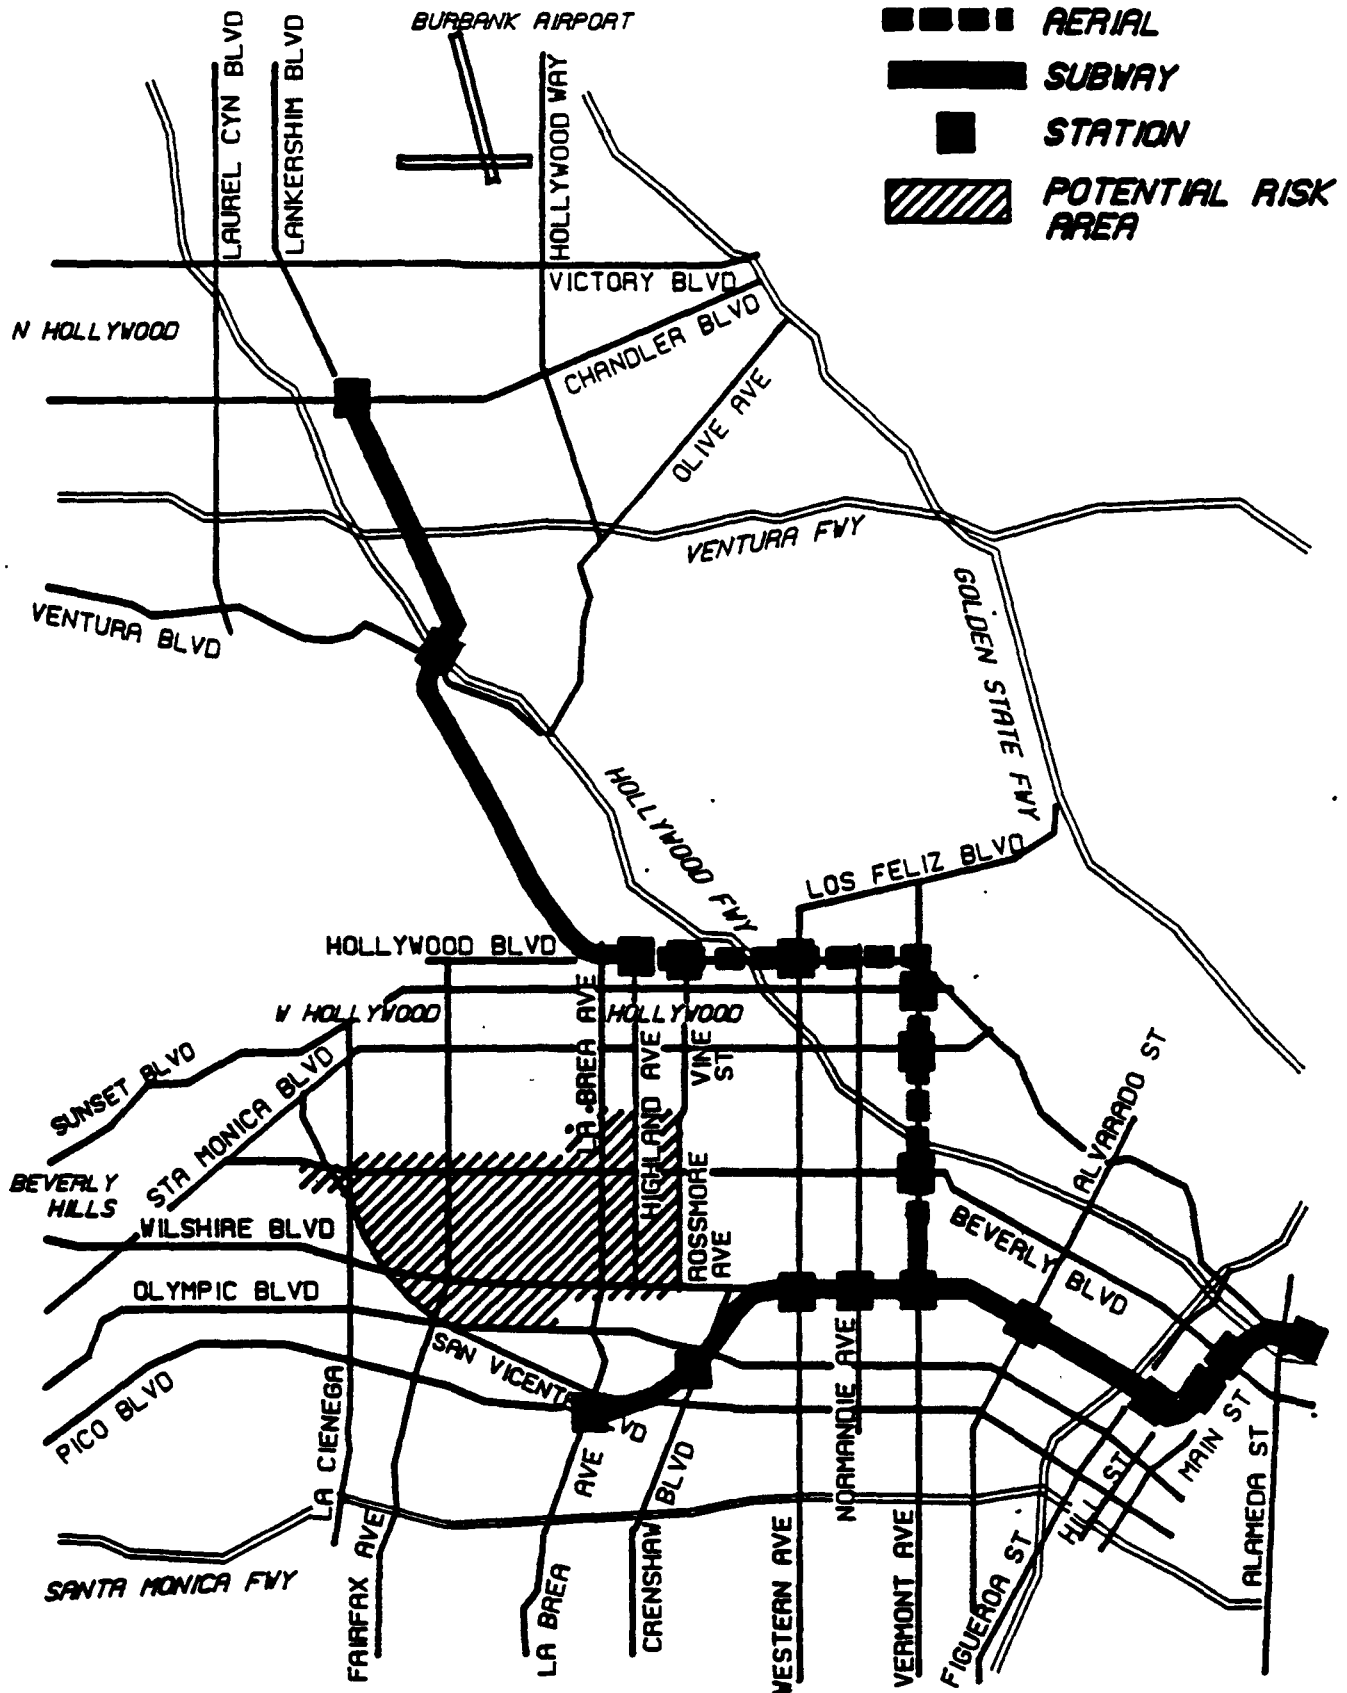 BURBANK AIRPORT
AERIAL
SUBWAY
STATION
POTENTIAL RISK
AREA
LAUREL CYN BLVD
LANKERSHIM BLVD
HOLLYWOOD WAY
VICTORY BLVD
N HOLLYWOOD
CHANDLER BLVD
OLIVE AVE
VENTURA FWY
VENTURA BLVD
GOLDEN STATE FWY
HOLLYWOOD FWY
LOS FELIZ BLVD
HOLLYWOOD BLVD
W HOLLYWOOD
HOLLYWOOD
LA BREA AVE
HIGHLAND AVE
VINE
ST
SUNSET BLVD
STA MONICA BLVD
ALVARADO ST
BEVERLY
HILLS
WILSHIRE BLVD
ROSSMORE
AVE
BEVERLY BLVD
OLYMPIC BLVD
SAN VICENTE
VD
PICO BLVD
LA CIENEGA
NORMANDIE AVE
MAIN ST
HILL ST
ALAMEDA ST
SANTA MONICA FWY
FAIRFAX AVE
LA BREA
AVE
CRENSHAW BLVD
WESTERN AVE
VERMONT AVE
FIGUEROA ST